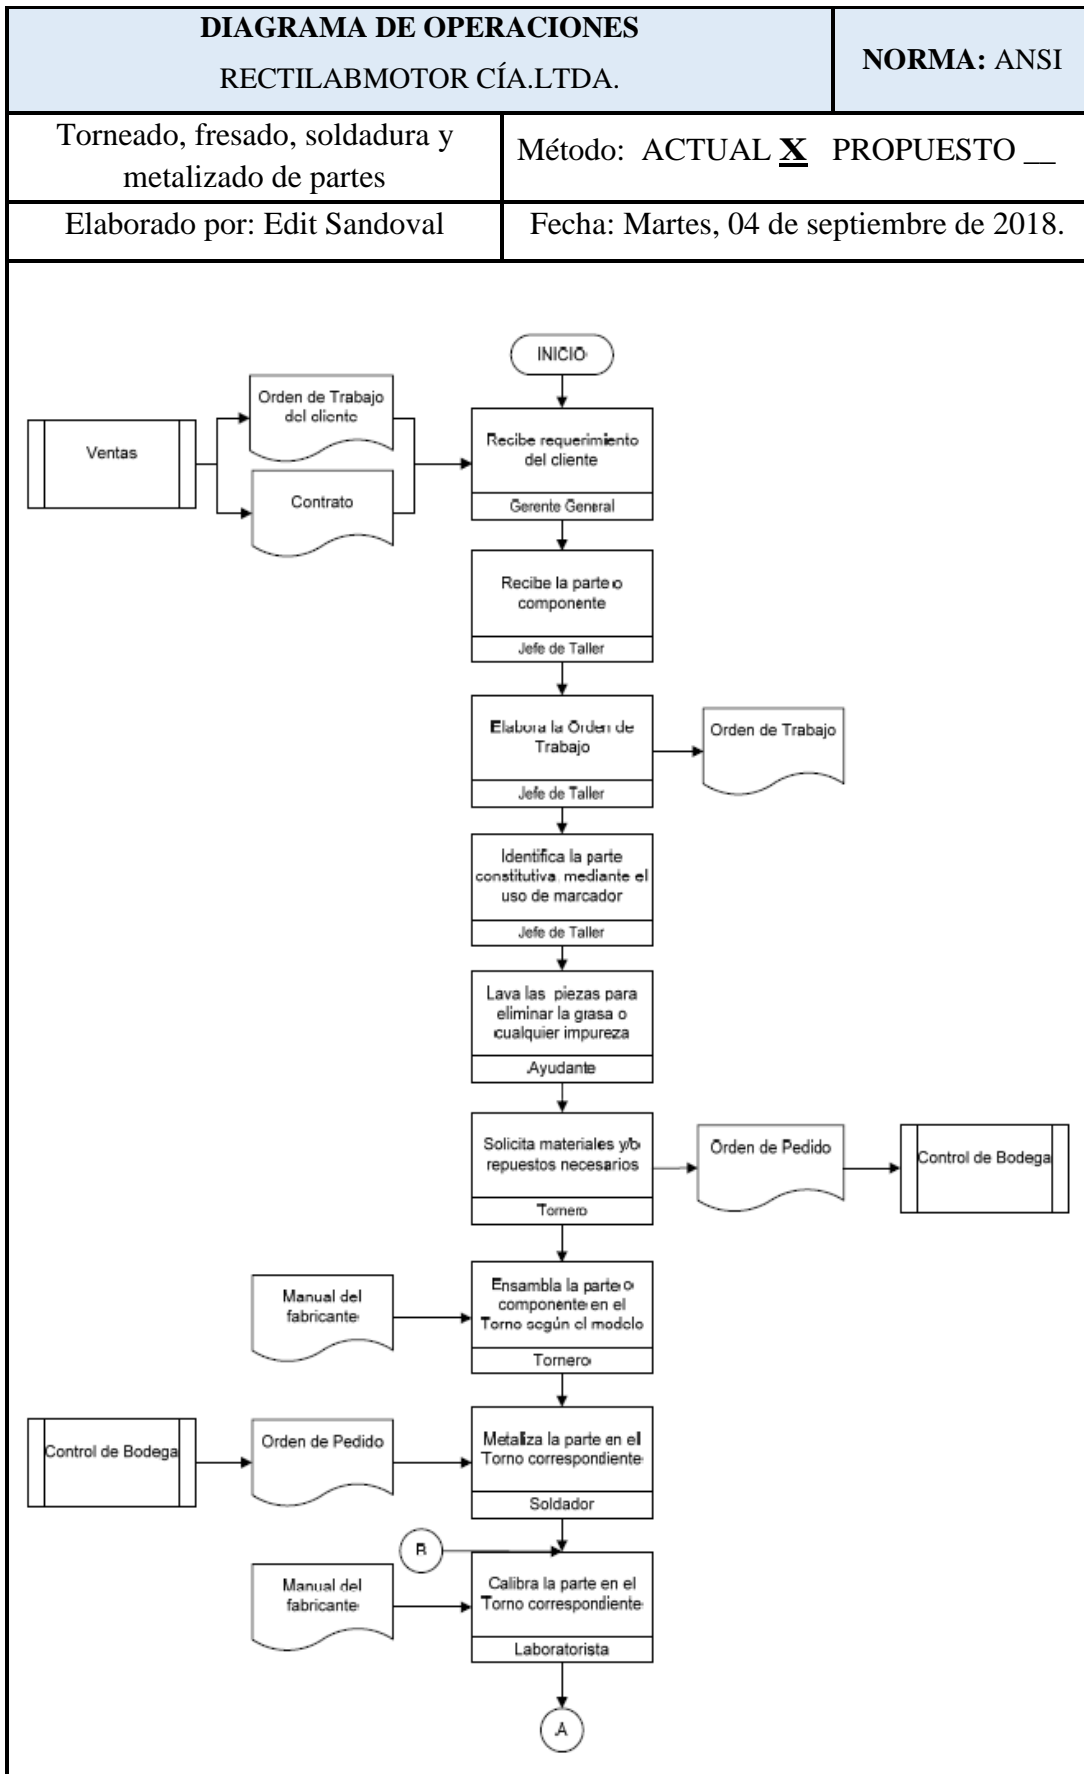 DIAGRAMA DE OPERACIONES
RECTILABMOTOR CÍA.LTDA.
NORMA: ANSI
Torneado, fresado, soldadura y
metalizado de partes
Método: ACTUAL X PROPUESTO __
Elaborado por: Edit Sandoval
Fecha: Martes, 04 de septiembre de 2018.
INICIO
Ventas
Orden de Trabajo
del cliente
Contrato
Recibe requerimiento
del cliente
Gerente General
Recibe la parte o
componente
Jefe de Taller
Elabora la Orden de
Trabajo
Jefe de Taller
Orden de Trabajo
Identifica la parte
constitutiva mediante el
uso de marcador
Jefe de Taller
Lava las piezas para
eliminar la grasa o
cualquier impureza
Ayudante
Solicita materiales y/o
repuestos necesarios
Tornero
Orden de Pedido
Control de Bodega
Manual del
fabricante
Ensambla la parte o
componente en el
Torno según el modelo
Tornero
Control de Bodega
Orden de Pedido
Metaliza la parte en el
Torno correspondiente
Soldador
B
Manual del
fabricante
Calibra la parte en el
Torno correspondiente
Laboratorista
A